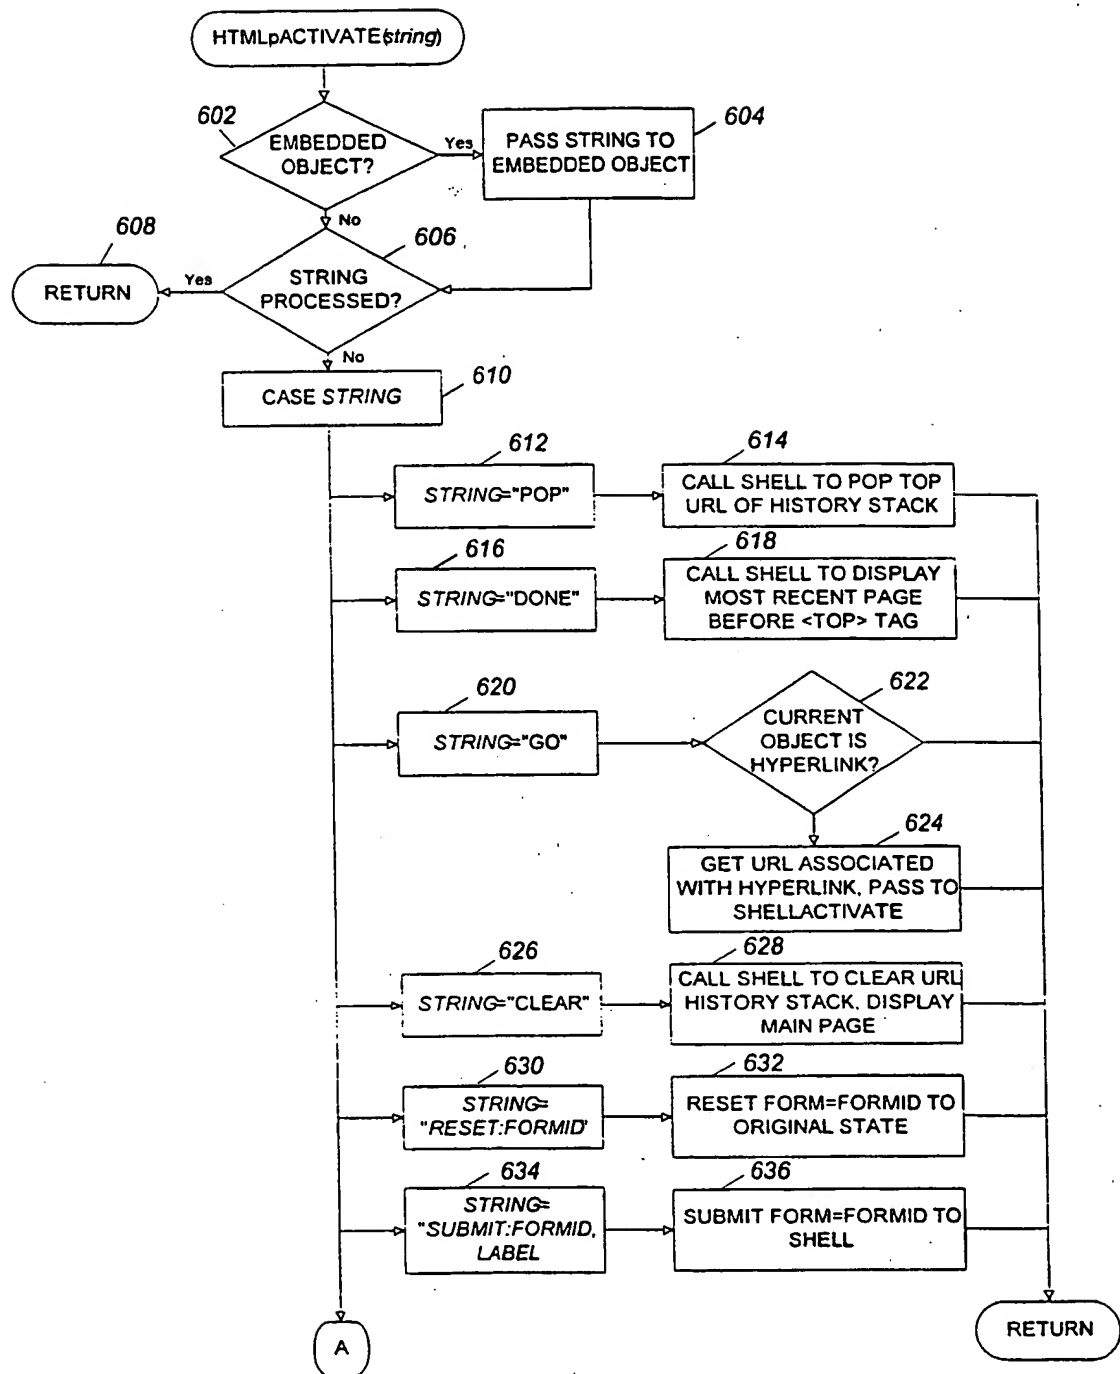 HTMLpACTIVATE(string)
602
EMBEDDED
OBJECT?
Yes
604
PASS STRING TO
EMBEDDED OBJECT
No
608
RETURN
Yes
606
STRING
PROCESSED?
No
610
CASE STRING
612
STRING="POP"
614
CALL SHELL TO POP TOP
URL OF HISTORY STACK
616
STRING="DONE"
618
CALL SHELL TO DISPLAY
MOST RECENT PAGE
BEFORE <TOP> TAG
620
STRING="GO"
622
CURRENT
OBJECT IS
HYPERLINK?
624
GET URL ASSOCIATED
WITH HYPERLINK, PASS TO
SHELLACTIVATE
626
STRING="CLEAR"
628
CALL SHELL TO CLEAR URL
HISTORY STACK, DISPLAY
MAIN PAGE
630
STRING=
"RESET:FORMID"
632
RESET FORM=FORMID TO
ORIGINAL STATE
634
STRING=
"SUBMIT:FORMID,
LABEL
636
SUBMIT FORM=FORMID TO
SHELL
A
RETURN